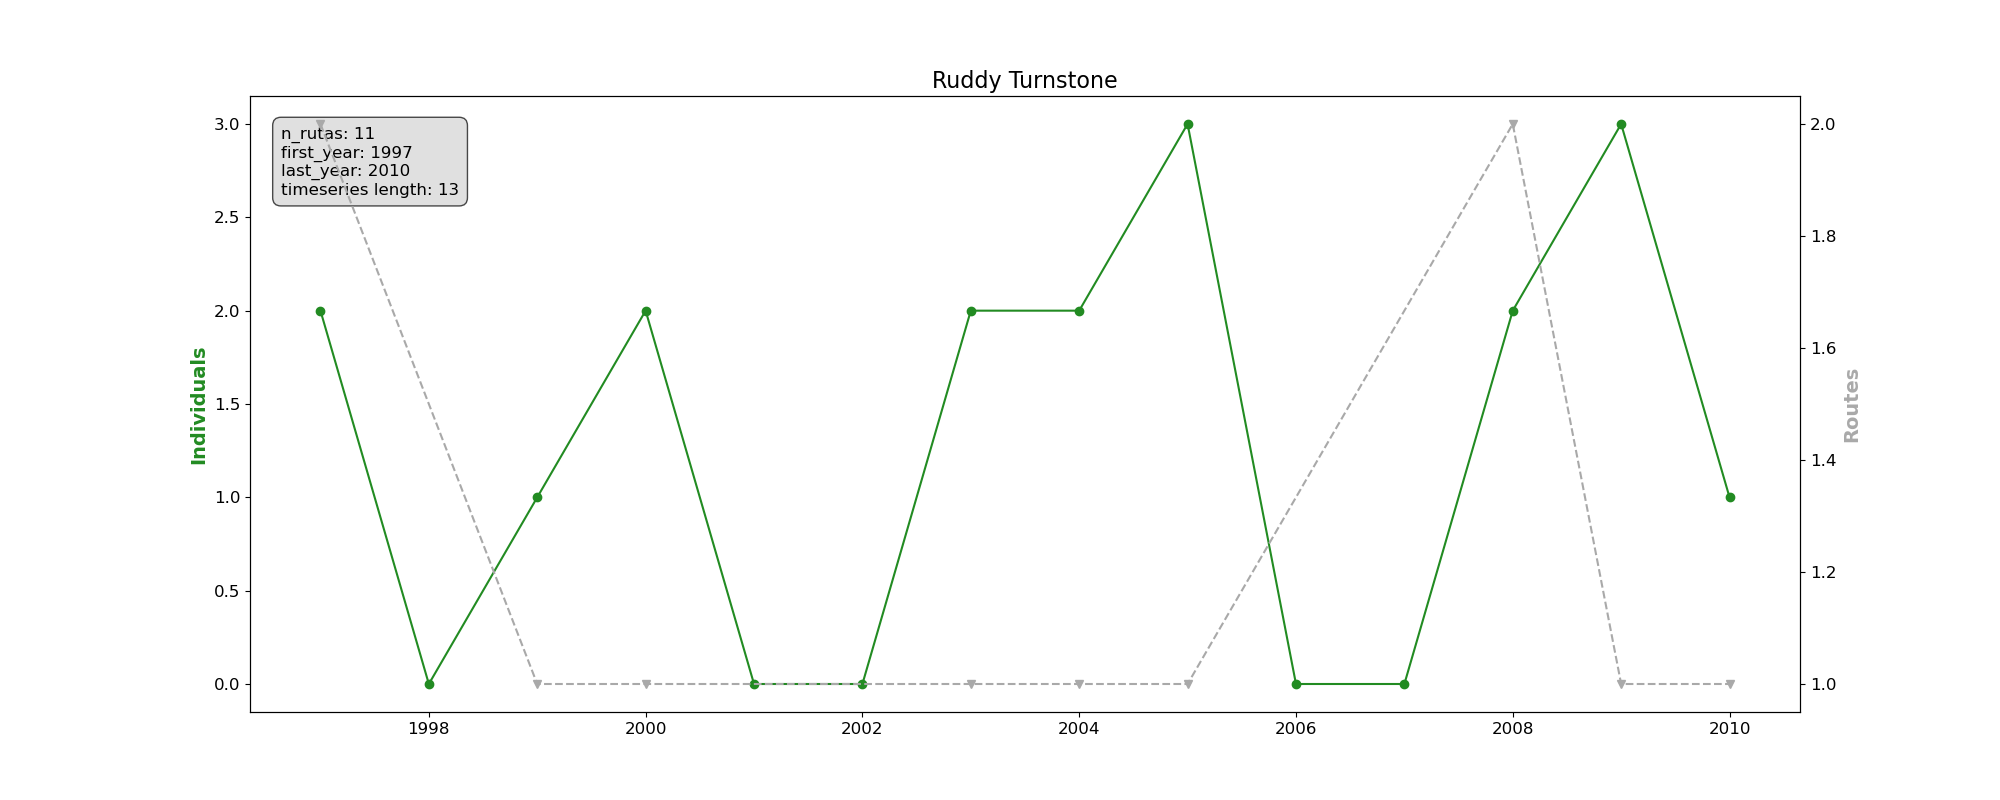 Ruddy Turnstone
n_rutas: 11
first_year: 1997
last_year: 2010
timeseries length: 13
Individuals
3.0
2.5
2.0
1.5
1.0
0.5
0.0
2.0
1.8
1.6
1.4
1.2
1.0
Routes
1998 2000 2002 2004 2006 2008 2010